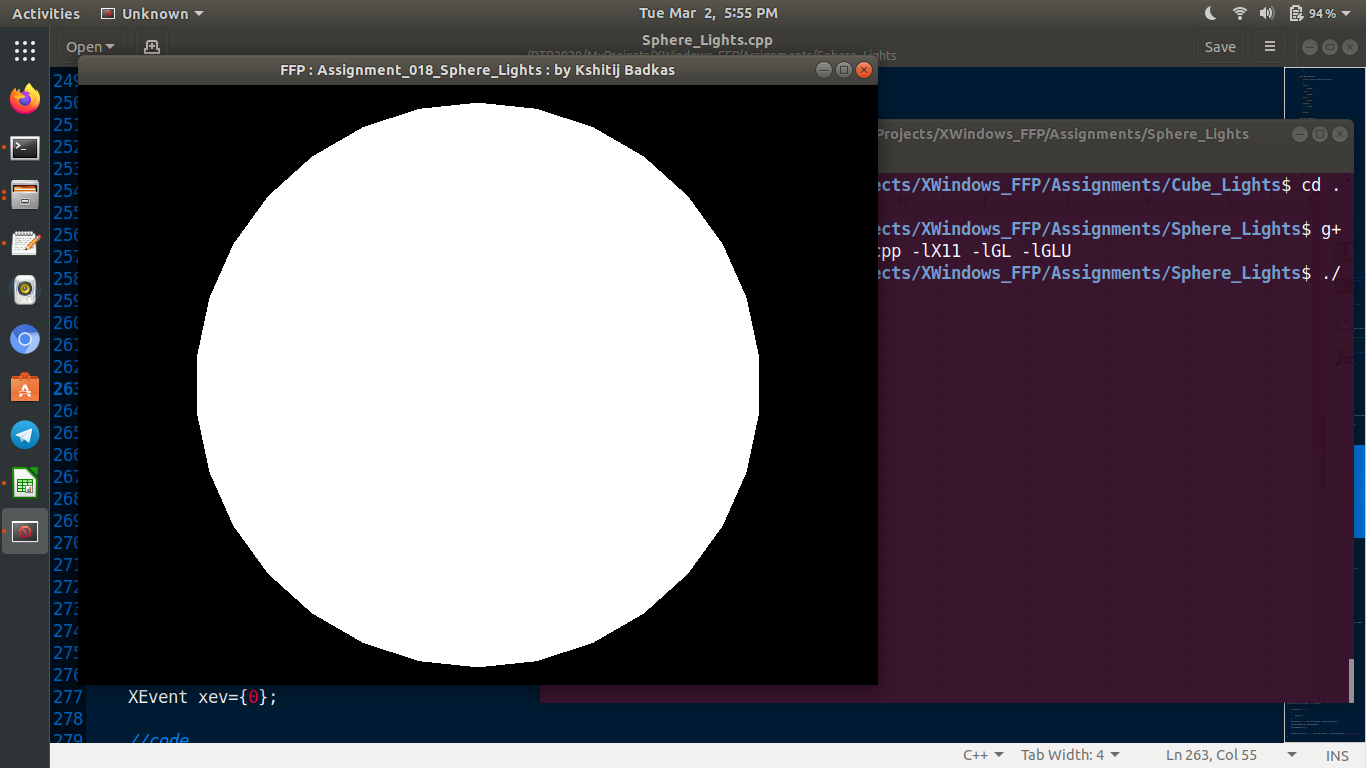 Activities
Unknown
Tue Mar 2, 5:55 PM
94%
Open
Sphere_Lights.cpp
/RTR2020/MyProjects/XWindows_FFP/Assignments/Sphere_Lights
Save
FFP : Assignment_018_Sphere_Lights : by Kshitij Badkas
Projects/XWindows_FFP/Assignments/Sphere_Lights
ects/XWindows_FFP/Assignments/Cube_Lights$ cd .
ects/XWindows_FFP/Assignments/Sphere_Lights$ g+
cpp -lX11 -lGL -lGLU
ects/XWindows_FFP/Assignments/Sphere_Lights$ ./
249
250
251
252
253
254
255
256
257
258
259
260
261
262
263
264
265
266
267
268
269
270
271
272
273
274
275
276
277 XEvent xev={0};
278
279 //code
C++
Tab Width: 4
Ln 263, Col 55
INS